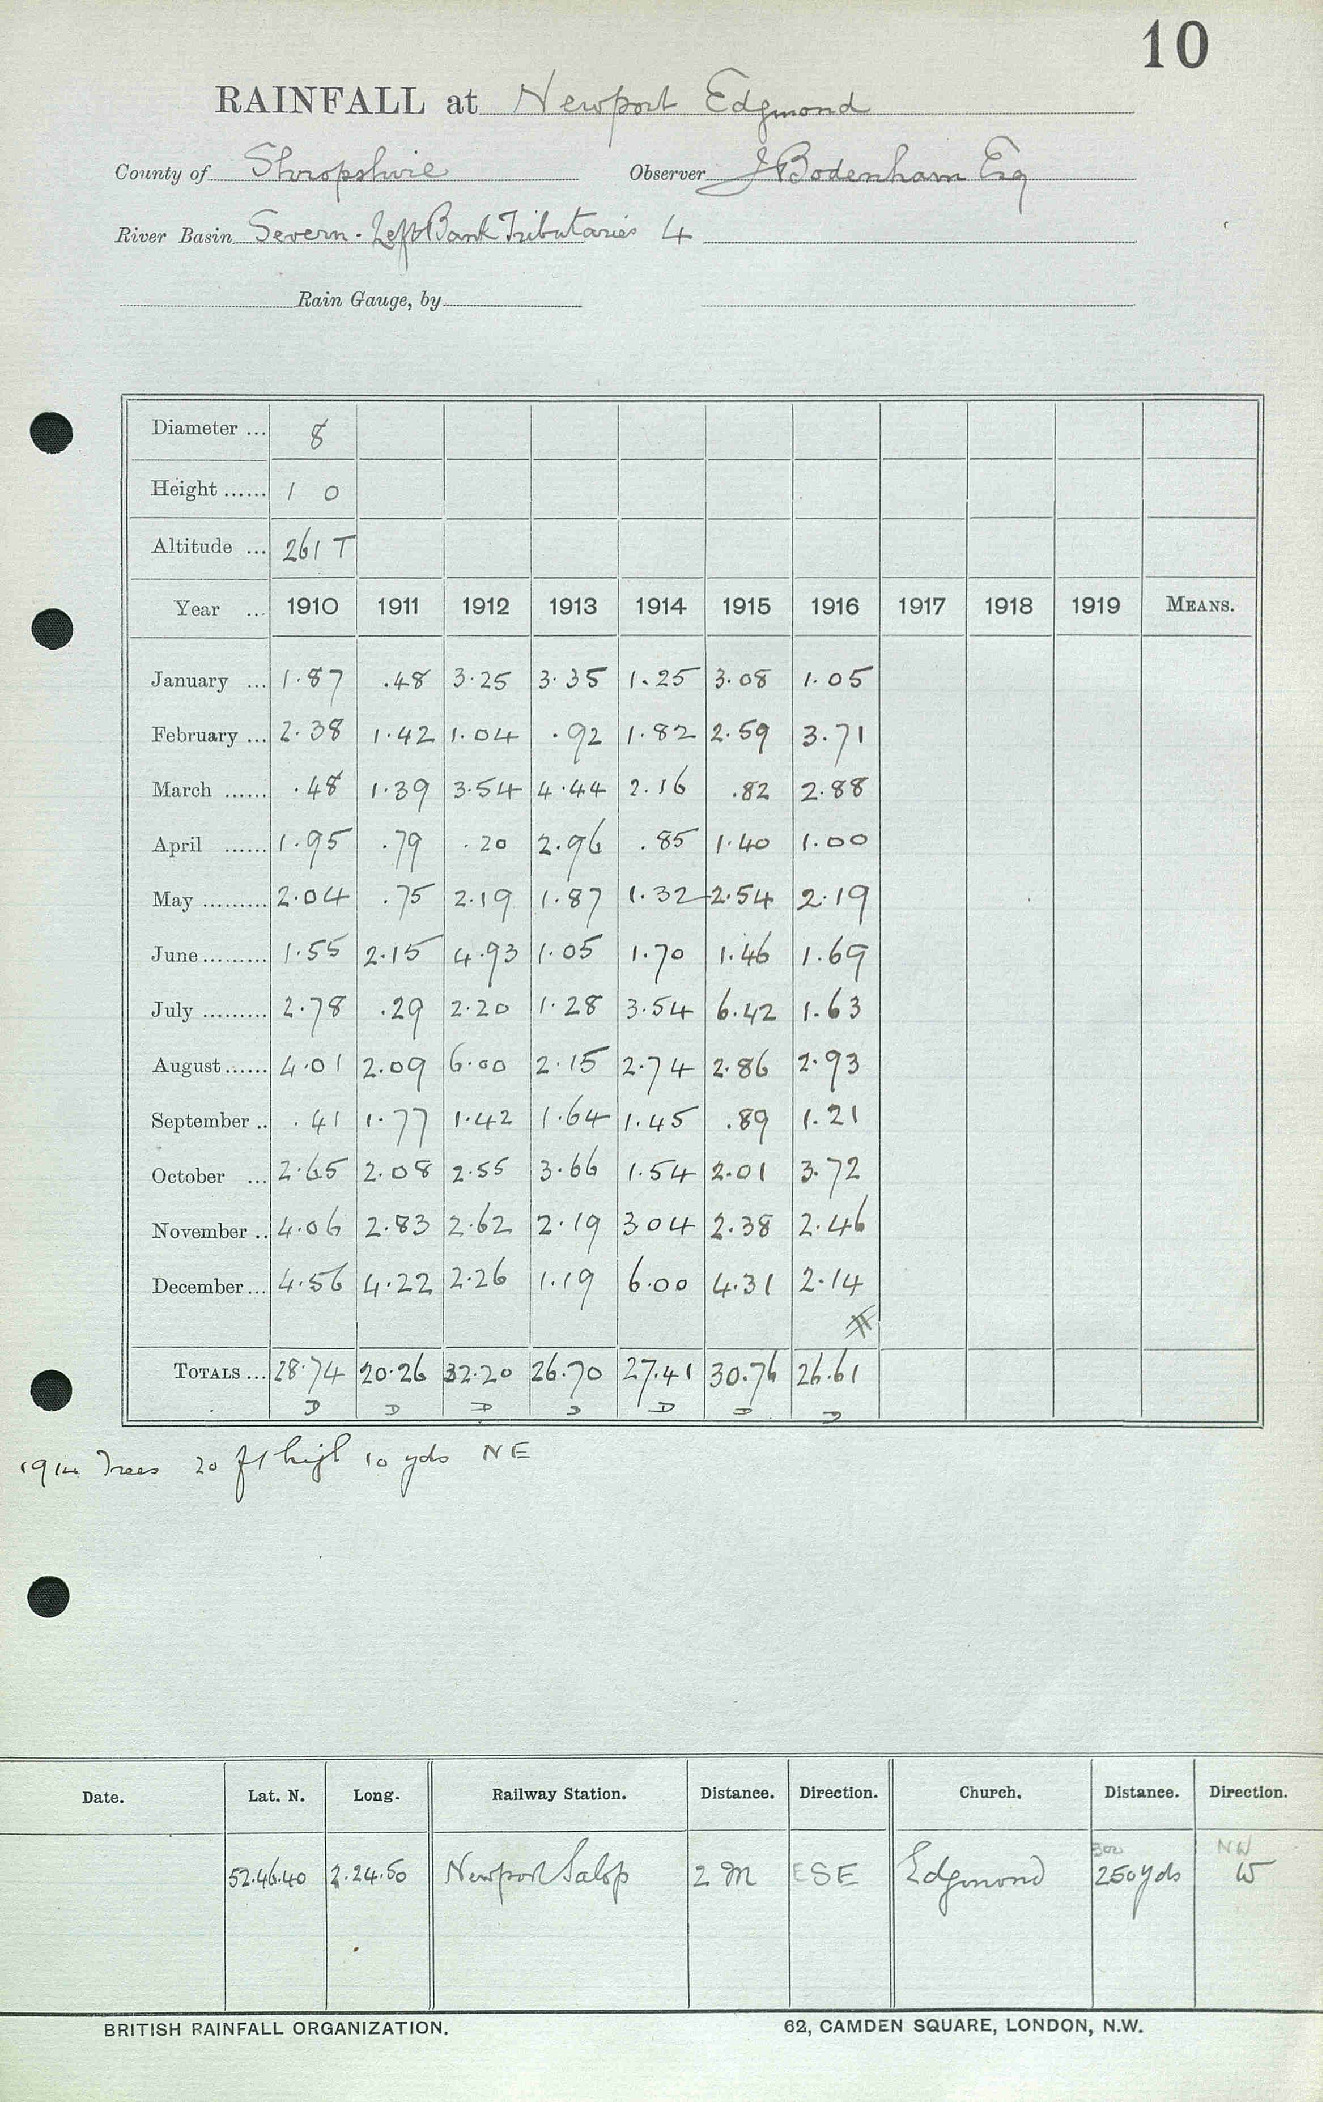 10
RAINFALL at Newport Edgmond
County of Shropshire Observer J Bodenham Esq
River Basin Severn. Left Bank Tributaries 4
Rain Gauge, by
Diameter ... 8
Height ...... 1 0
Altitude ... 261 T
Year ... 1910 1911 1912 1913 1914 1915 1916 1917 1918 1919 MEANS.
January ... 1.87 .48 3.25 3.35 1.25 3.08 1.05
February ... 2.38 1.42 1.04 .92 1.82 2.59 3.71
March ...... .48 1.39 3.54 4.44 2.16 .82 2.88
April ...... 1.95 .79 .20 2.96 .85 1.40 1.00
May ......... 2.04 .75 2.19 1.87 1.32 2.54 2.19
June ......... 1.55 2.15 4.93 1.05 1.70 1.46 1.69
July ......... 2.78 .29 2.20 1.28 3.54 6.42 1.63
August ...... 4.01 2.09 6.00 2.15 2.74 2.86 2.93
September .. .41 1.77 1.42 1.64 1.45 .89 1.21
October ... 2.65 2.08 2.55 3.66 1.54 2.01 3.72
November .. 4.06 2.83 2.62 2.19 3 04 2.38 2.46
December ... 4.56 4.22 2.26 1.19 6.00 4.31 2.14
TOTALS ... 28.74 20.26 32.20 26.70 27.41 30.76 26.61
D D D D D D D
1914 Trees 20 ft high 10 yds NE
Date. Lat. N. Long. Railway Station. Distance. Direction. Church. Distance. Direction.
300 NW
52.46.40 2.24.50 Newport Salop 2 M ESE Edgmond 250 yds W
BRITISH RAINFALL ORGANIZATION. 62, CAMDEN SQUARE, LONDON, N.W.